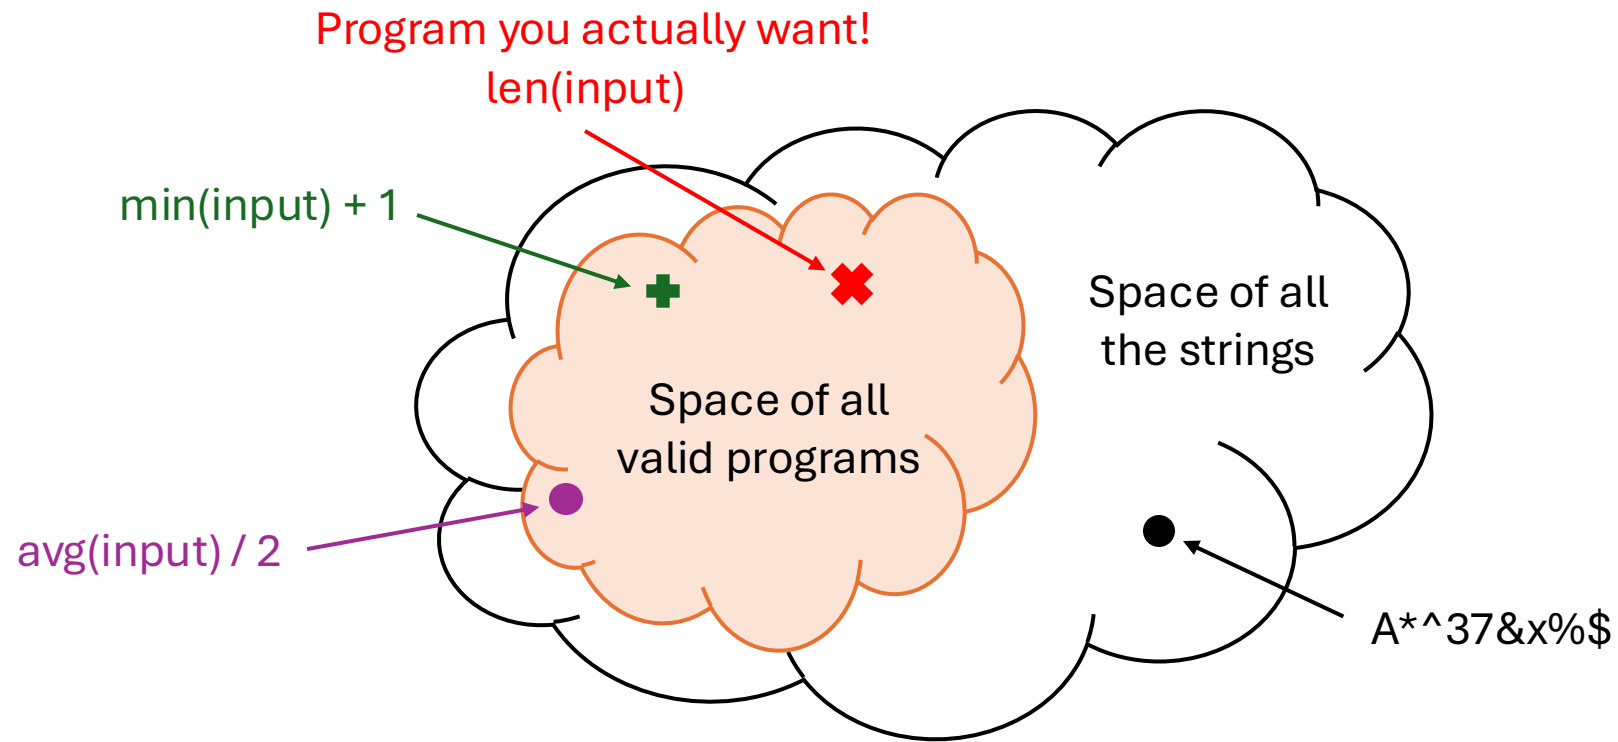 Program you actually want!
len(input)
min(input) + 1
Space of all
the strings
Space of all
valid programs
avg(input) / 2
A*^37&x%$